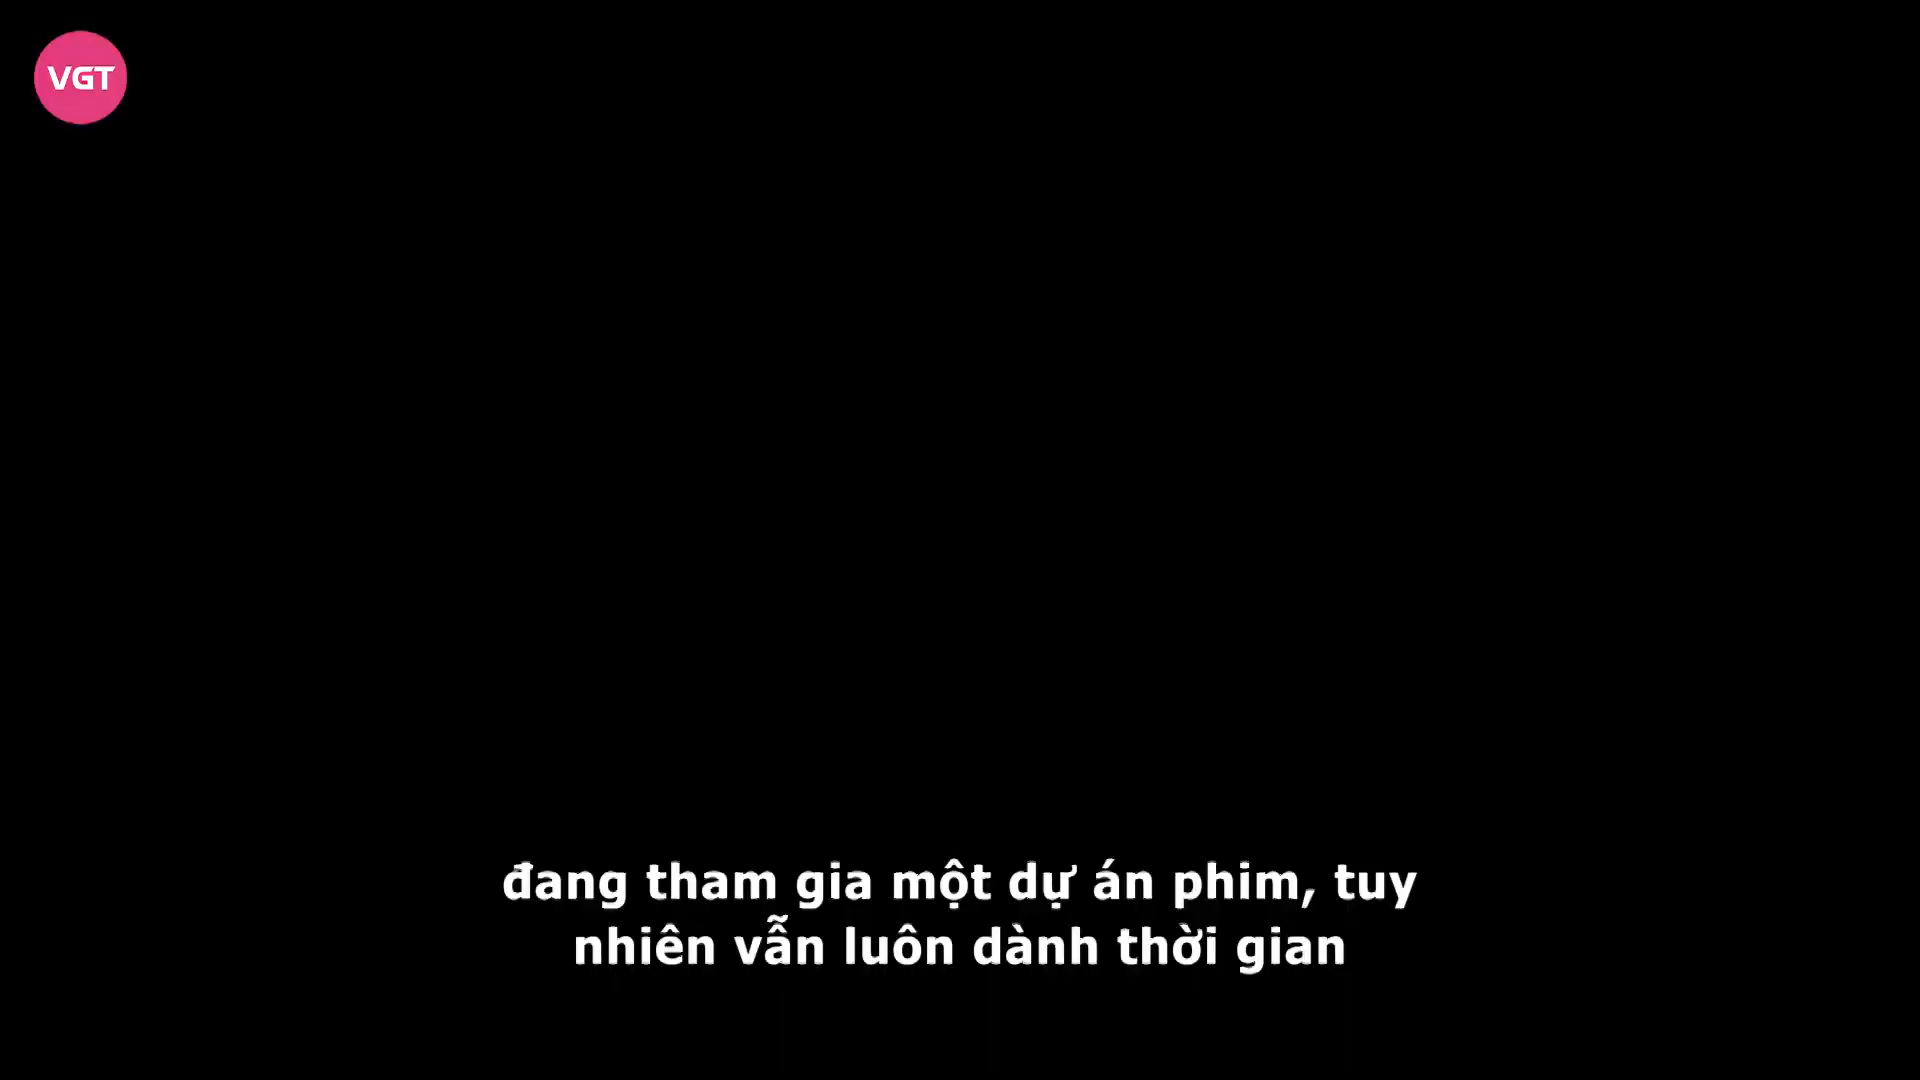 VGT
đang tham gia một dự án phim, tuy
nhiên vẫn luôn dành thời gian